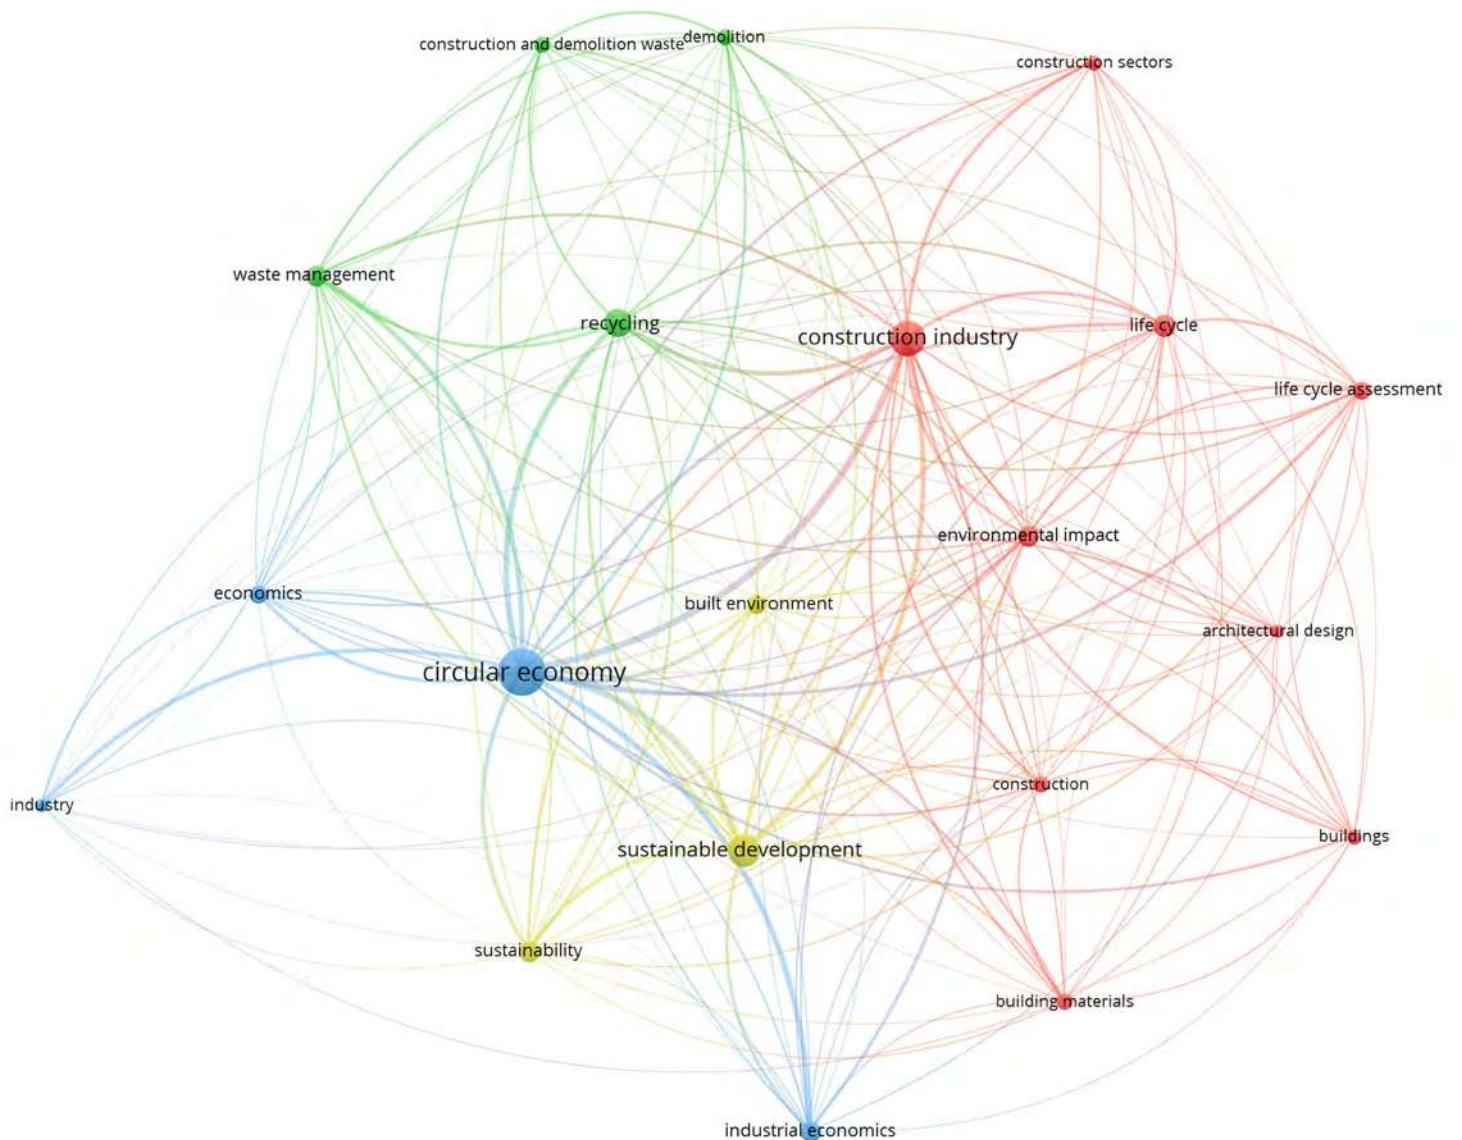 demolition
construction and demolition waste
construction sectors
waste management
recycling
life cycle
construction industry
life cycle assessment
environmental impact
economics
built environment
architectural design
circular economy
construction
industry
buildings
sustainable development
sustainability
building materials
industrial economics